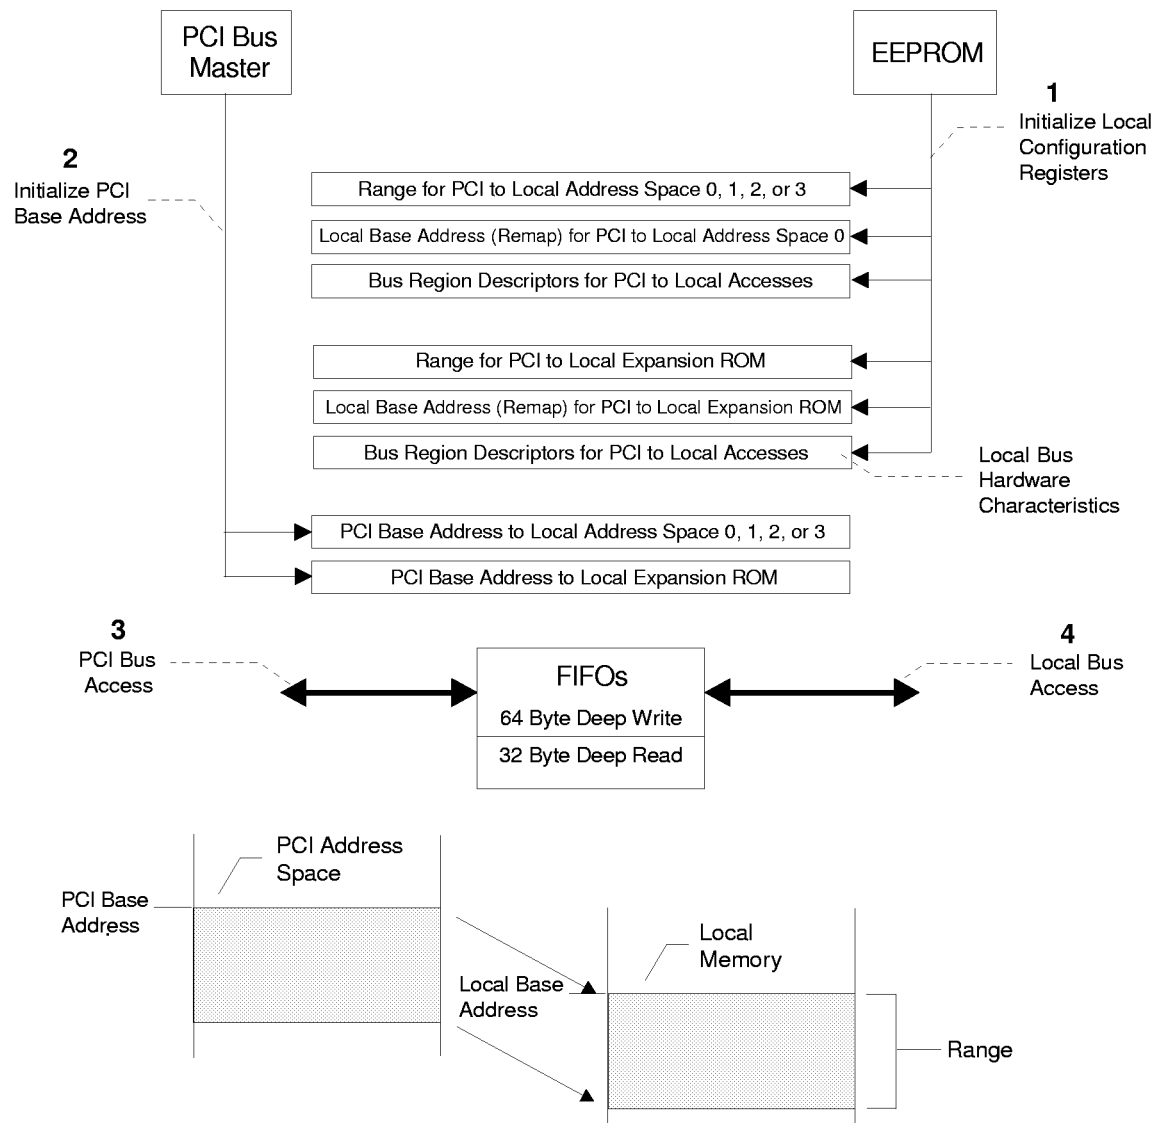 PCI Bus
Master
EEPROM
1
Initialize Local
Configuration
Registers
2
Initialize PCI
Base Address
Range for PCI to Local Address Space 0, 1, 2, or 3
Local Base Address (Remap) for PCI to Local Address Space 0
Bus Region Descriptors for PCI to Local Accesses
Range for PCI to Local Expansion ROM
Local Base Address (Remap) for PCI to Local Expansion ROM
Bus Region Descriptors for PCI to Local Accesses
Local Bus
Hardware
Characteristics
PCI Base Address to Local Address Space 0, 1, 2, or 3
PCI Base Address to Local Expansion ROM
3
PCI Bus
Access
FIFOs
64 Byte Deep Write
32 Byte Deep Read
4
Local Bus
Access
PCI Address
Space
PCI Base
Address
Local
Memory
Local Base
Address
Range